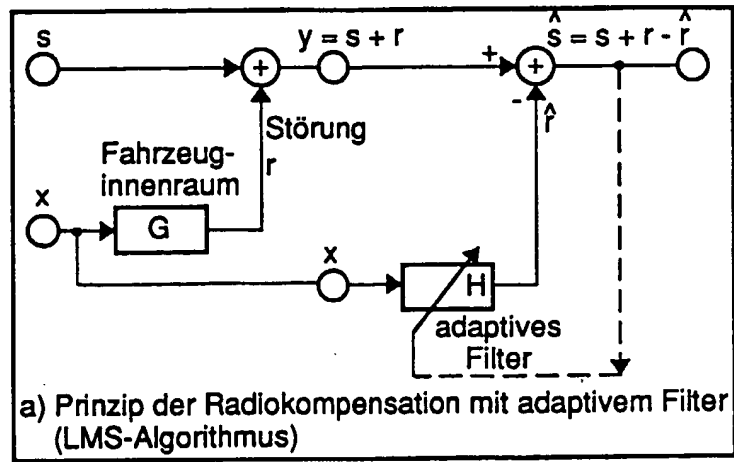 s
y = s + r
ŝ = s + r - r̂
+
+
+
-
r̂
Störung
r
Fahrzeug-
innenraum
x
G
x
H
adaptives
Filter
a) Prinzip der Radiokompensation mit adaptivem Filter
(LMS-Algorithmus)